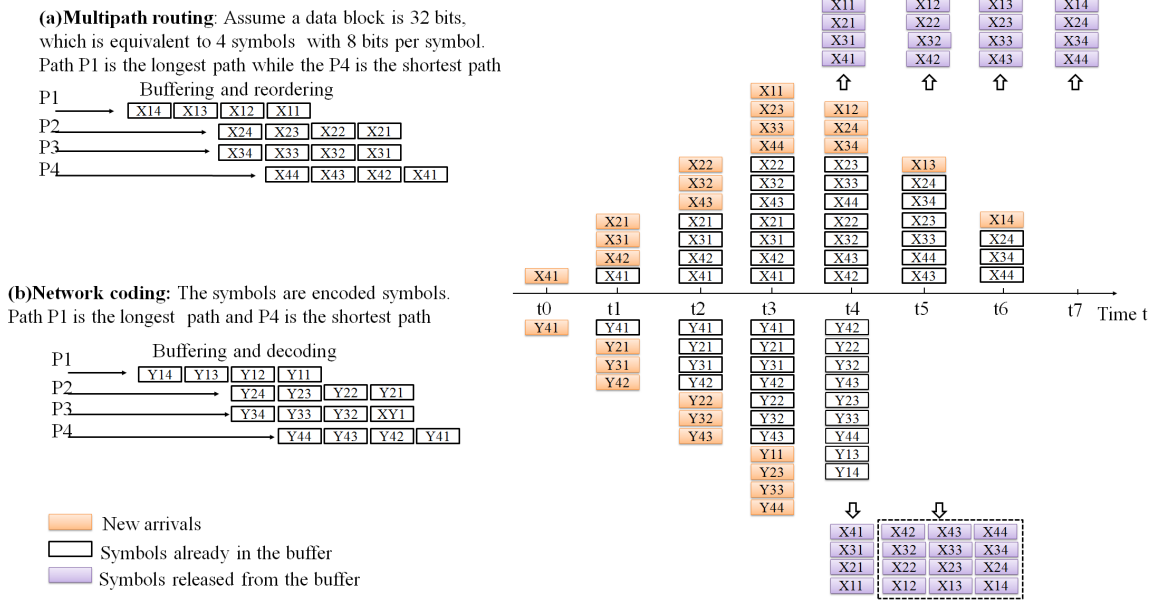 (a)Multipath routing: Assume a data block is 32 bits,
which is equivalent to 4 symbols with 8 bits per symbol.
Path P1 is the longest path while the P4 is the shortest path
Buffering and reordering
P1
X14 X13 X12 X11
P2
X24 X23 X22 X21
P3
X34 X33 X32 X31
P4
X44 X43 X42 X41
(b)Network coding: The symbols are encoded symbols.
Path P1 is the longest path and P4 is the shortest path
Buffering and decoding
P1
Y14 Y13 Y12 Y11
P2
Y24 Y23 Y22 Y21
P3
Y34 Y33 Y32 XY1
P4
Y44 Y43 Y42 Y41
New arrivals
Symbols already in the buffer
Symbols released from the buffer
X11 X12 X13 X14
X21 X22 X23 X24
X31 X32 X33 X34
X41 X42 X43 X44
X11
X23 X12
X33 X24
X44 X34
X22 X22 X23 X13
X32 X32 X33 X24
X43 X43 X44 X34
X21 X21 X21 X22 X23 X14
X31 X31 X31 X32 X33 X24
X42 X42 X42 X43 X44 X34
X41 X41 X41 X41 X42 X43 X44
t0 t1 t2 t3 t4 t5 t6 t7 Time t
Y41 Y41 Y41 Y41 Y42
Y21 Y21 Y21 Y22
Y31 Y31 Y31 Y32
Y42 Y42 Y42 Y43
Y22 Y22 Y23
Y32 Y32 Y33
Y43 Y43 Y44
Y11 Y13
Y23 Y14
Y33
Y44
X41 X42 X43 X44
X31 X32 X33 X34
X21 X22 X23 X24
X11 X12 X13 X14